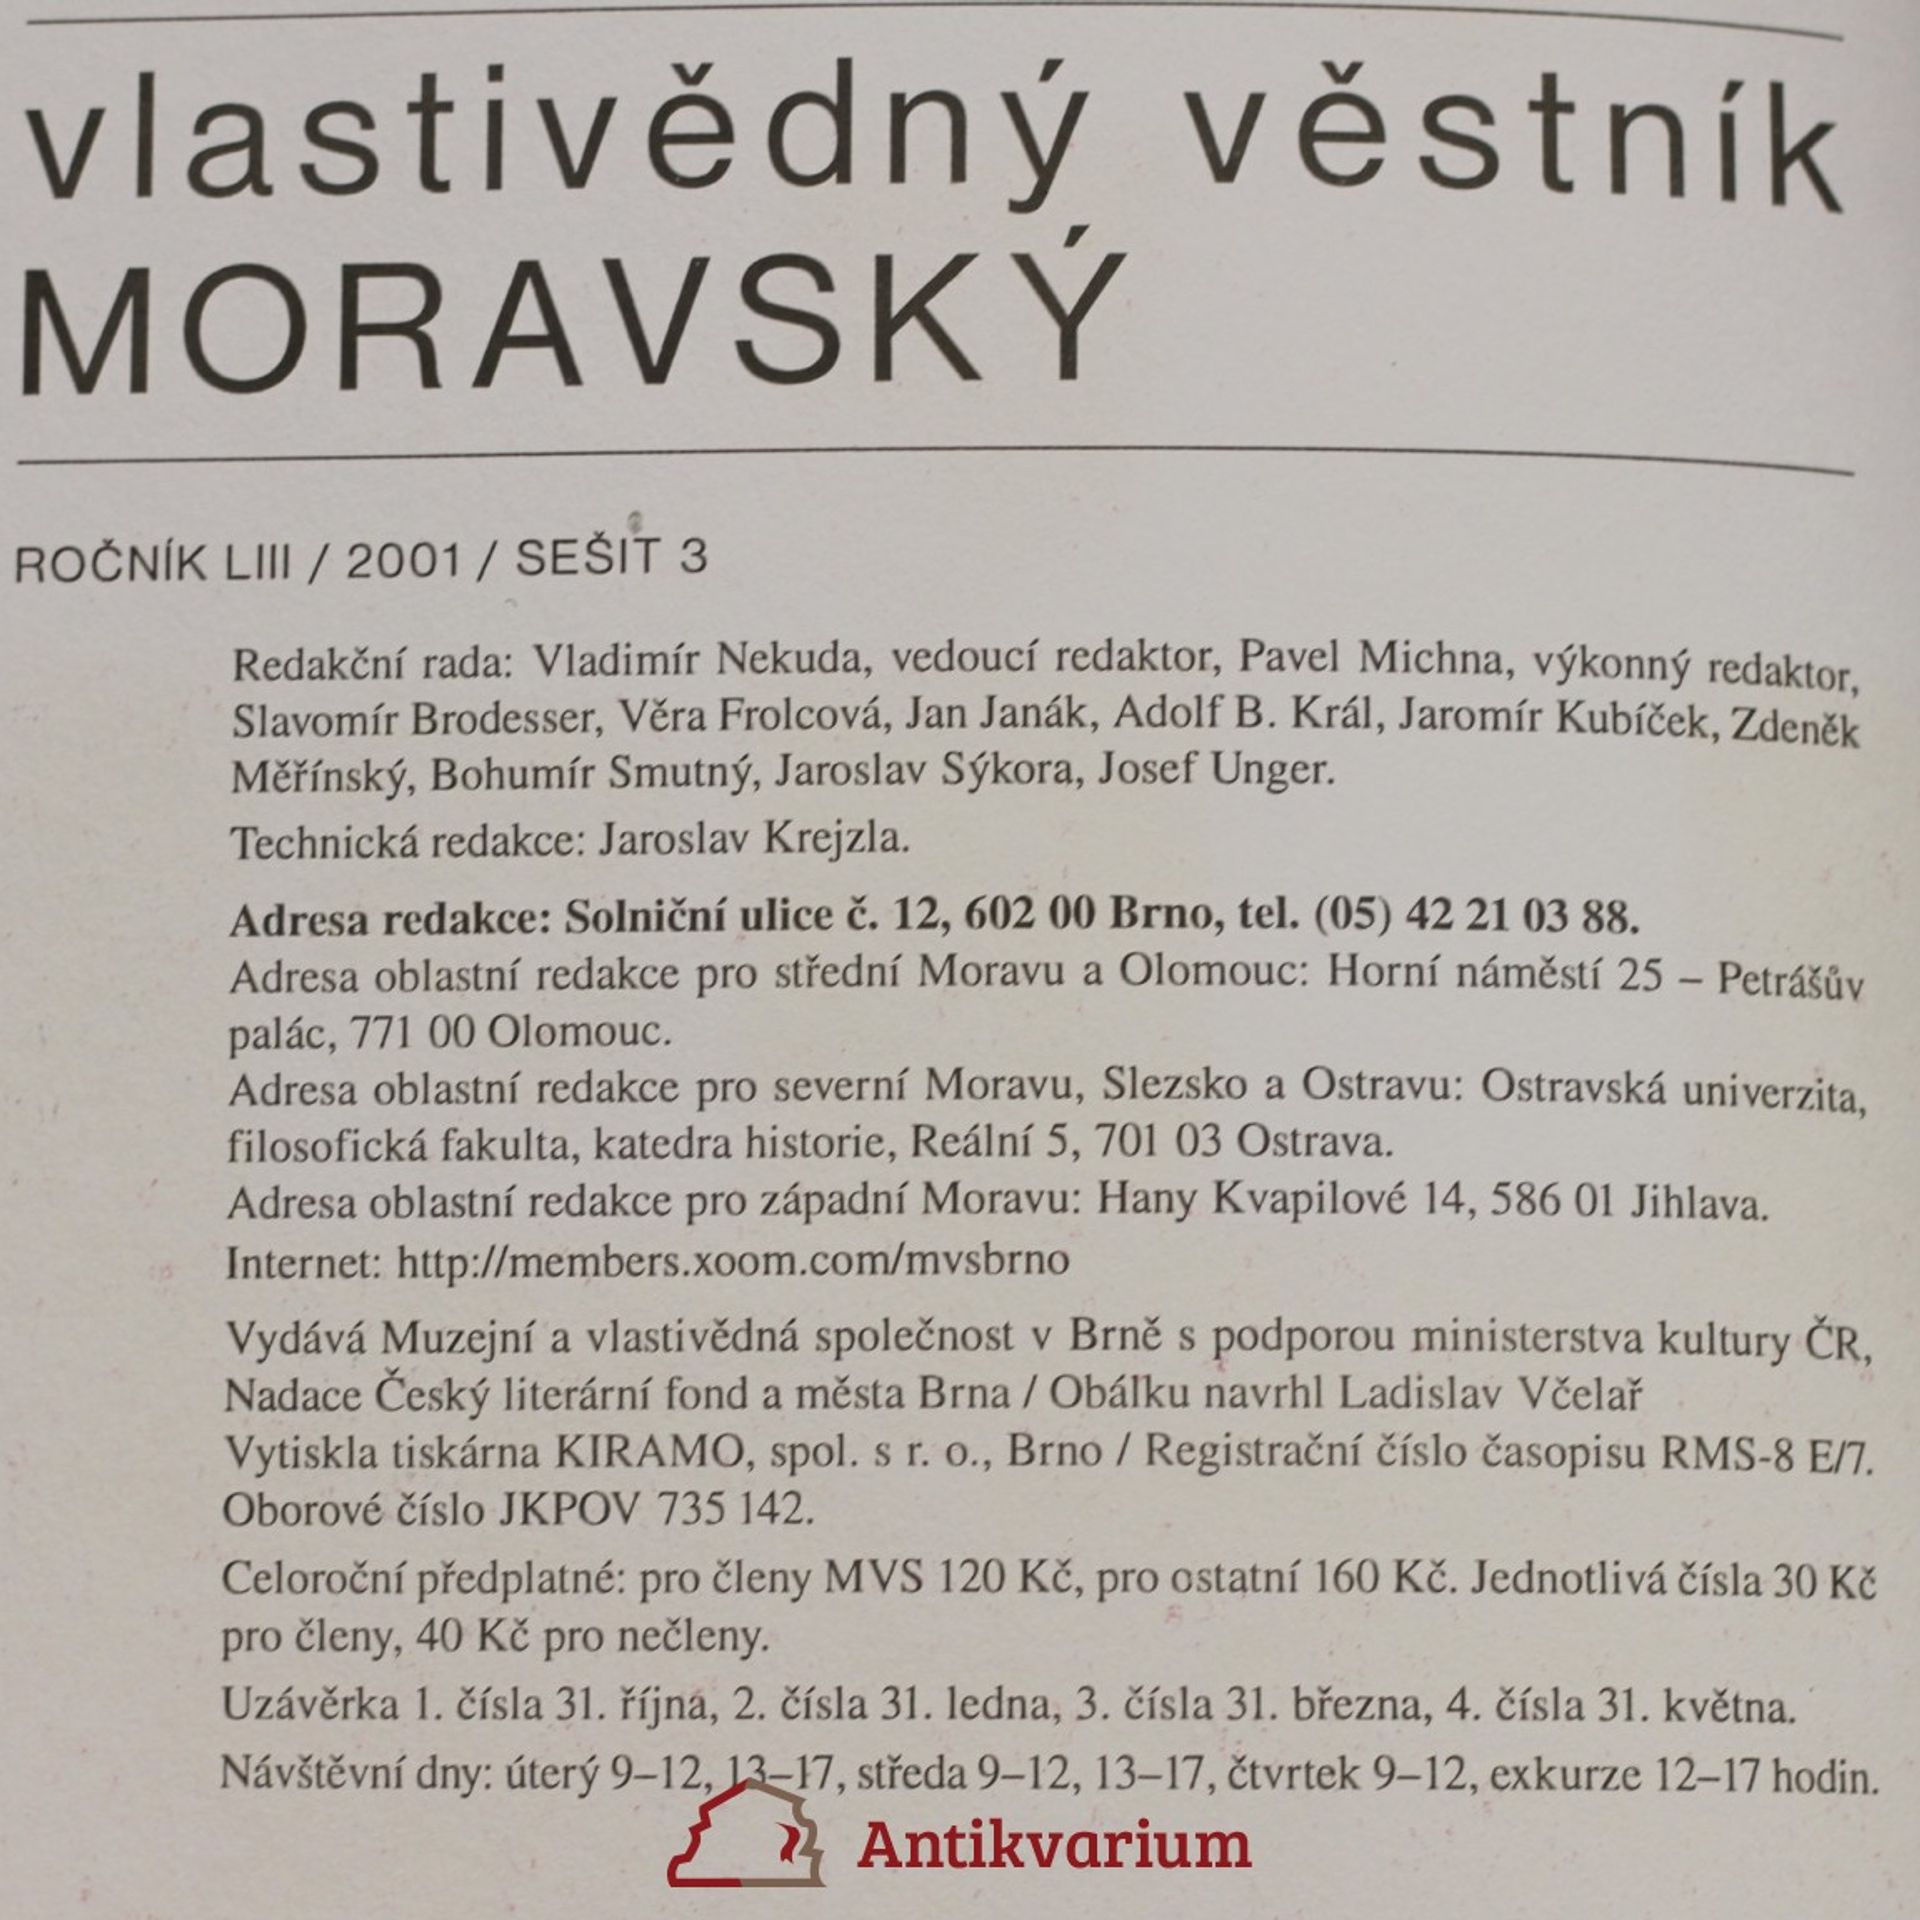 vlastivědný věstník
MORAVSKÝ
ROČNÍK LIII / 2001 / SEŠIT 3
Redakční rada: Vladimír Nekuda, vedoucí redaktor, Pavel Michna, výkonný redaktor,
Slavomír Brodesser, Věra Frolcová, Jan Janák, Adolf B. Král, Jaromír Kubíček, Zdeněk
Měřínský, Bohumír Smutný, Jaroslav Sýkora, Josef Unger.
Technická redakce: Jaroslav Krejzla.
Adresa redakce: Solniční ulice č. 12, 602 00 Brno, tel. (05) 42 21 03 88.
Adresa oblastní redakce pro střední Moravu a Olomouc: Horní náměstí 25 – Petrášův
palác, 771 00 Olomouc.
Adresa oblastní redakce pro severní Moravu, Slezsko a Ostravu: Ostravská univerzita,
filosofická fakulta, katedra historie, Reální 5, 701 03 Ostrava.
Adresa oblastní redakce pro západní Moravu: Hany Kvapilové 14, 586 01 Jihlava.
Internet: http://members.xoom.com/mvsbrno
Vydává Muzejní a vlastivědná společnost v Brně s podporou ministerstva kultury ČR,
Nadace Český literární fond a města Brna / Obálku navrhl Ladislav Včelař
Vytiskla tiskárna KIRAMO, spol. s r. o., Brno / Registrační číslo časopisu RMS-8 E/7.
Oborové číslo JKPOV 735 142.
Celoroční předplatné: pro členy MVS 120 Kč, pro ostatní 160 Kč. Jednotlivá čísla 30 Kč
pro členy, 40 Kč pro nečleny.
Uzávěrka 1. čísla 31. října, 2. čísla 31. ledna, 3. čísla 31. března, 4. čísla 31. května.
Návštěvní dny: úterý 9–12, 13–17, středa 9–12, 13–17, čtvrtek 9–12, exkurze 12–17 hodin.
Antikvarium